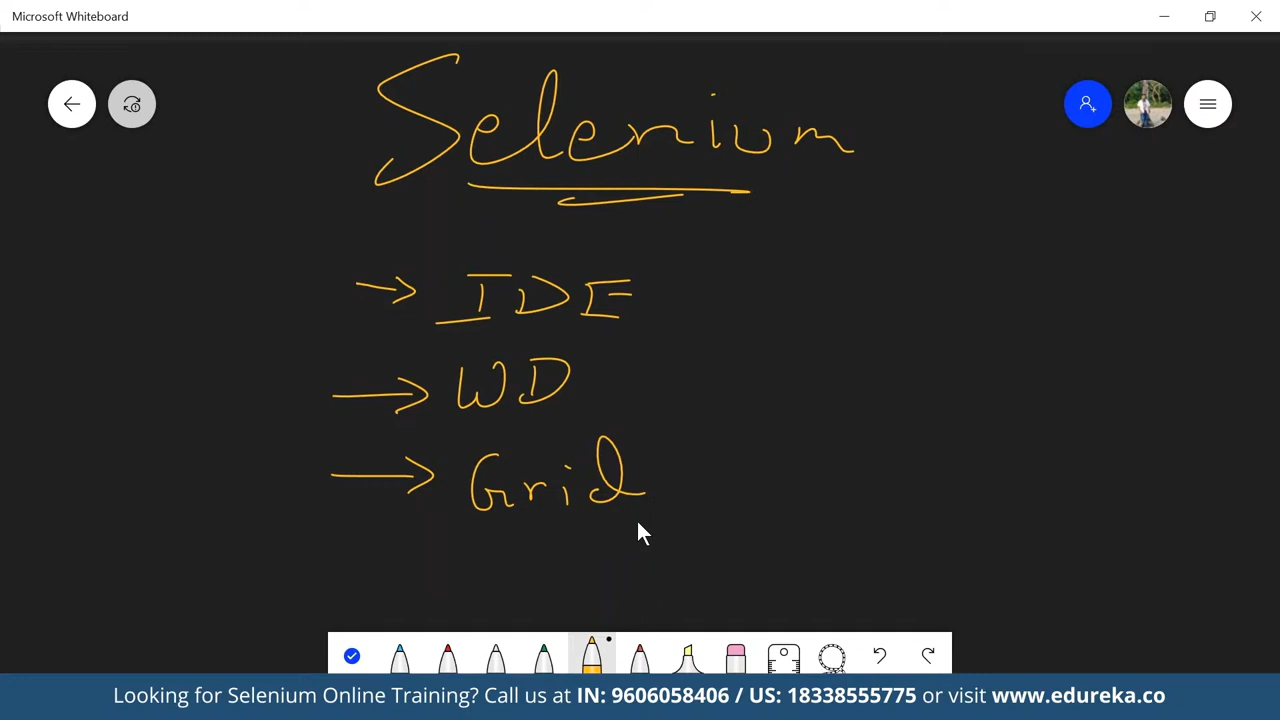 Microsoft Whiteboard
Selenium
→ IDE
→ WD
→ Grid
Looking for Selenium Online Training? Call us at IN: 9606058406 / US: 18338555775 or visit www.edureka.co